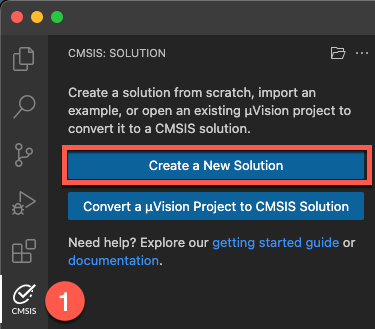 CMSIS: SOLUTION
Create a solution from scratch, import an
example, or open an existing µVision project to
convert it to a CMSIS solution.
Create a New Solution
Convert a µVision Project to CMSIS Solution
Need help? Explore our getting started guide or
documentation.
CMSIS
1